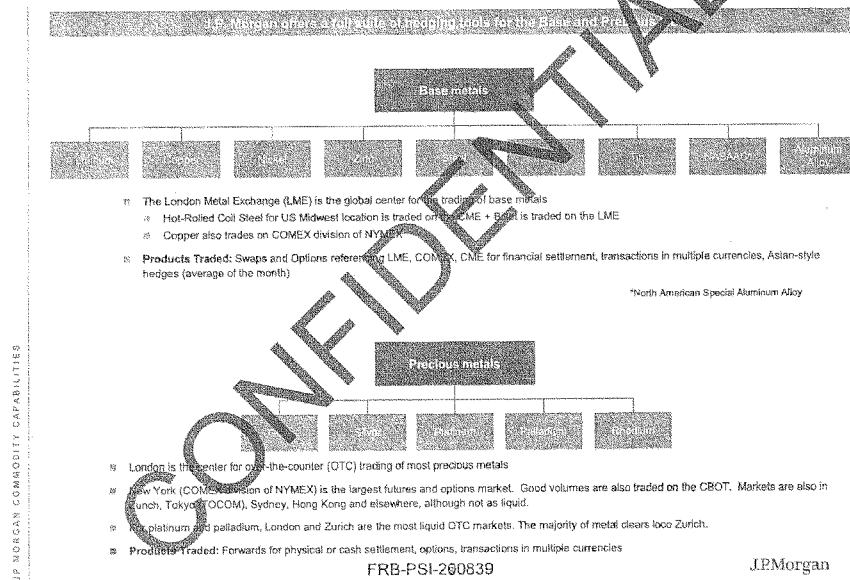 J.P. Morgan offers a full suite of hedging tools for the Base and Precious
Base metals
Copper Nickel Zinc Tin NASAAC* Aluminum Alloy
The London Metal Exchange (LME) is the global center for the trading of base metals
Hot-Rolled Coil Steel for US Midwest location is traded on the CME + Billet is traded on the LME
Copper also trades on COMEX division of NYMEX
Products Traded: Swaps and Options referencing LME, COMEX, CME for financial settlement, transactions in multiple currencies, Asian-style
hedges (average of the month)
*North American Special Aluminum Alloy
Precious metals
Platinum Palladium Rhodium
London is the center for over-the-counter (OTC) trading of most precious metals
New York (COMEX division of NYMEX) is the largest futures and options market. Good volumes are also traded on the CBOT. Markets are also in
Zurich, Tokyo (TOCOM), Sydney, Hong Kong and elsewhere, although not as liquid.
For platinum and palladium, London and Zurich are the most liquid OTC markets. The majority of metal clears loco Zurich.
Products Traded: Forwards for physical or cash settlement, options, transactions in multiple currencies
FRB-PSI-200839
J.P.Morgan
JP MORGAN COMMODITY CAPABILITIES
CONFIDENTIAL